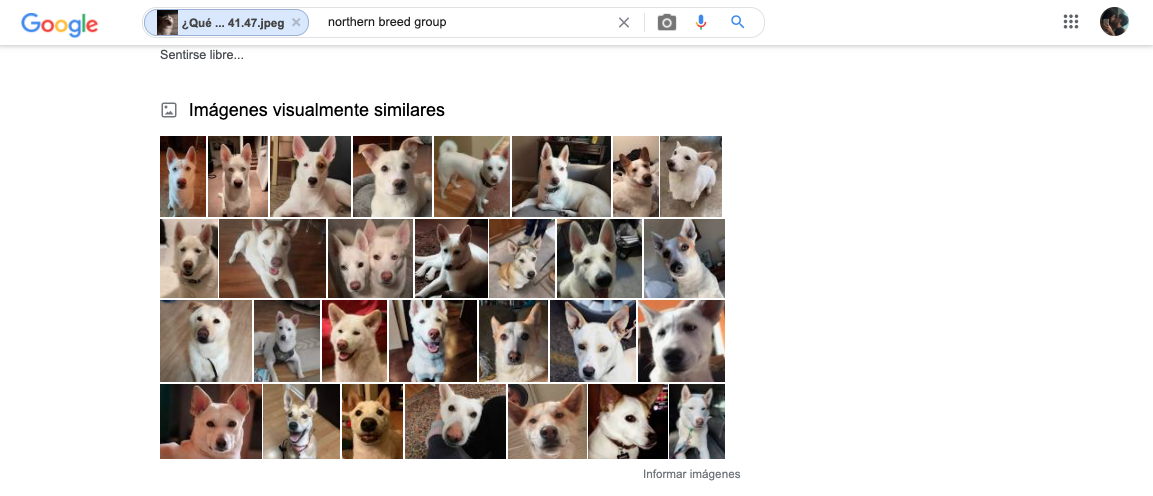 Google
¿Qué ... 41.47.jpeg
northern breed group
Sentirse libre...
Imágenes visualmente similares
Informar imágenes